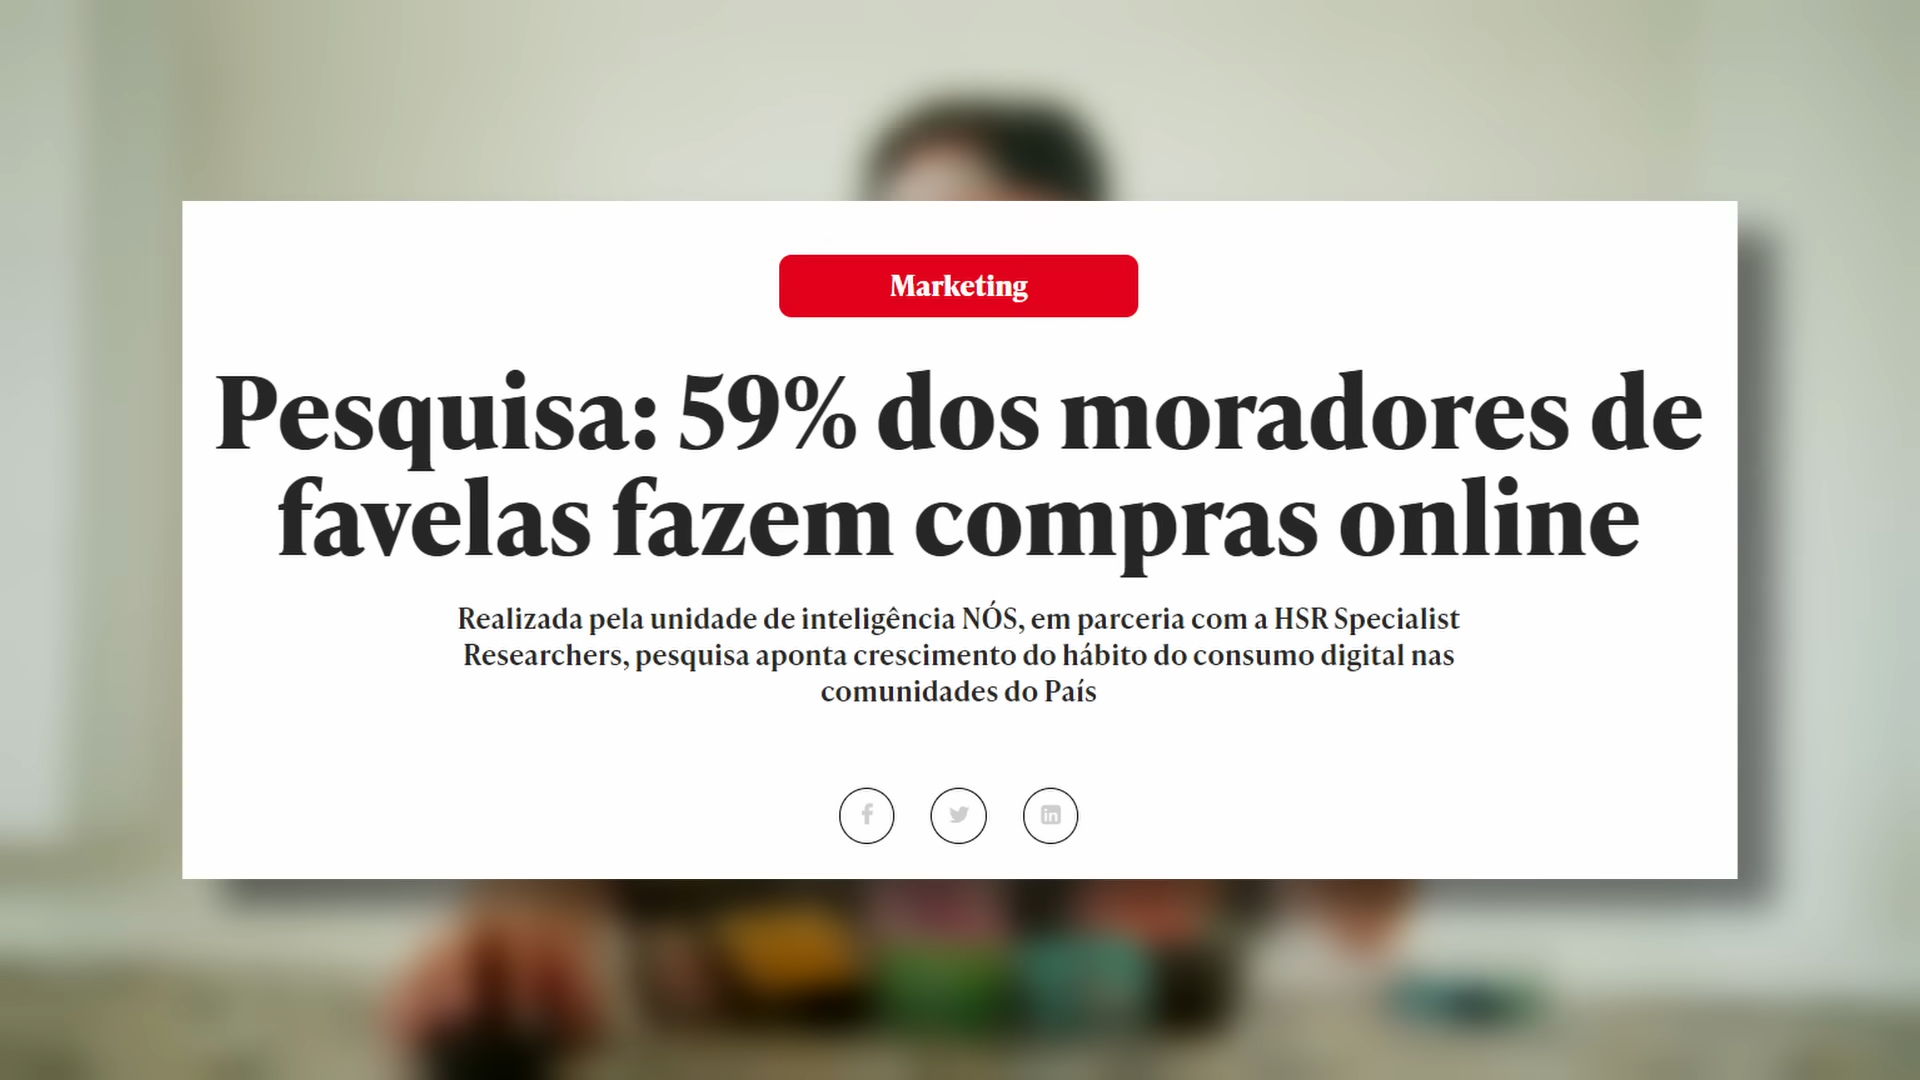 Marketing
Pesquisa: 59% dos moradores de
favelas fazem compras online
Realizada pela unidade de inteligência NÓS, em parceria com a HSR Specialist
Researchers, pesquisa aponta crescimento do hábito do consumo digital nas
comunidades do País